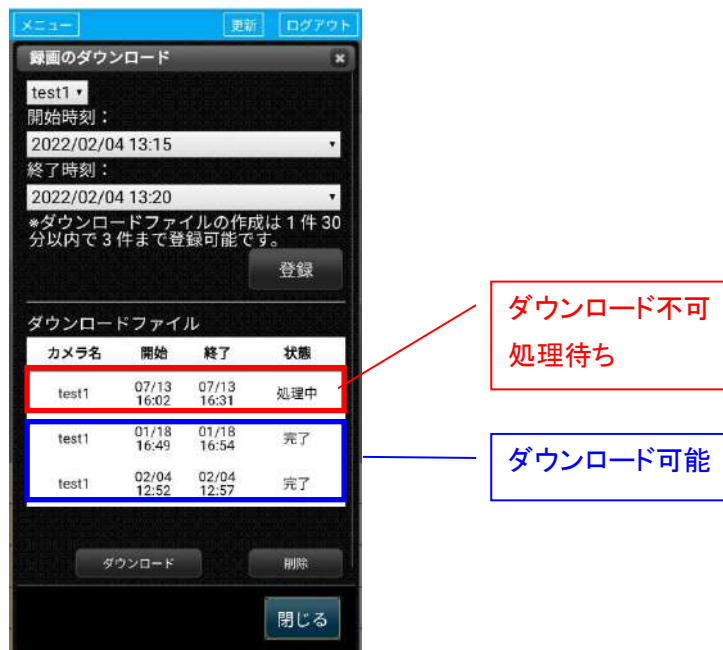 メニュー 更新 ログアウト
録画のダウンロード
test1
開始時刻：
2022/02/04 13:15
終了時刻：
2022/02/04 13:20
*ダウンロードファイルの作成は1件30
分以内で3件まで登録可能です。
登録
ダウンロードファイル
カメラ名 開始 終了 状態
test1 07/13 16:02 07/13 16:31 処理中
test1 01/18 16:49 01/18 16:54 完了
test1 02/04 12:52 02/04 12:57 完了
ダウンロード 削除
閉じる
ダウンロード不可
処理待ち
ダウンロード可能